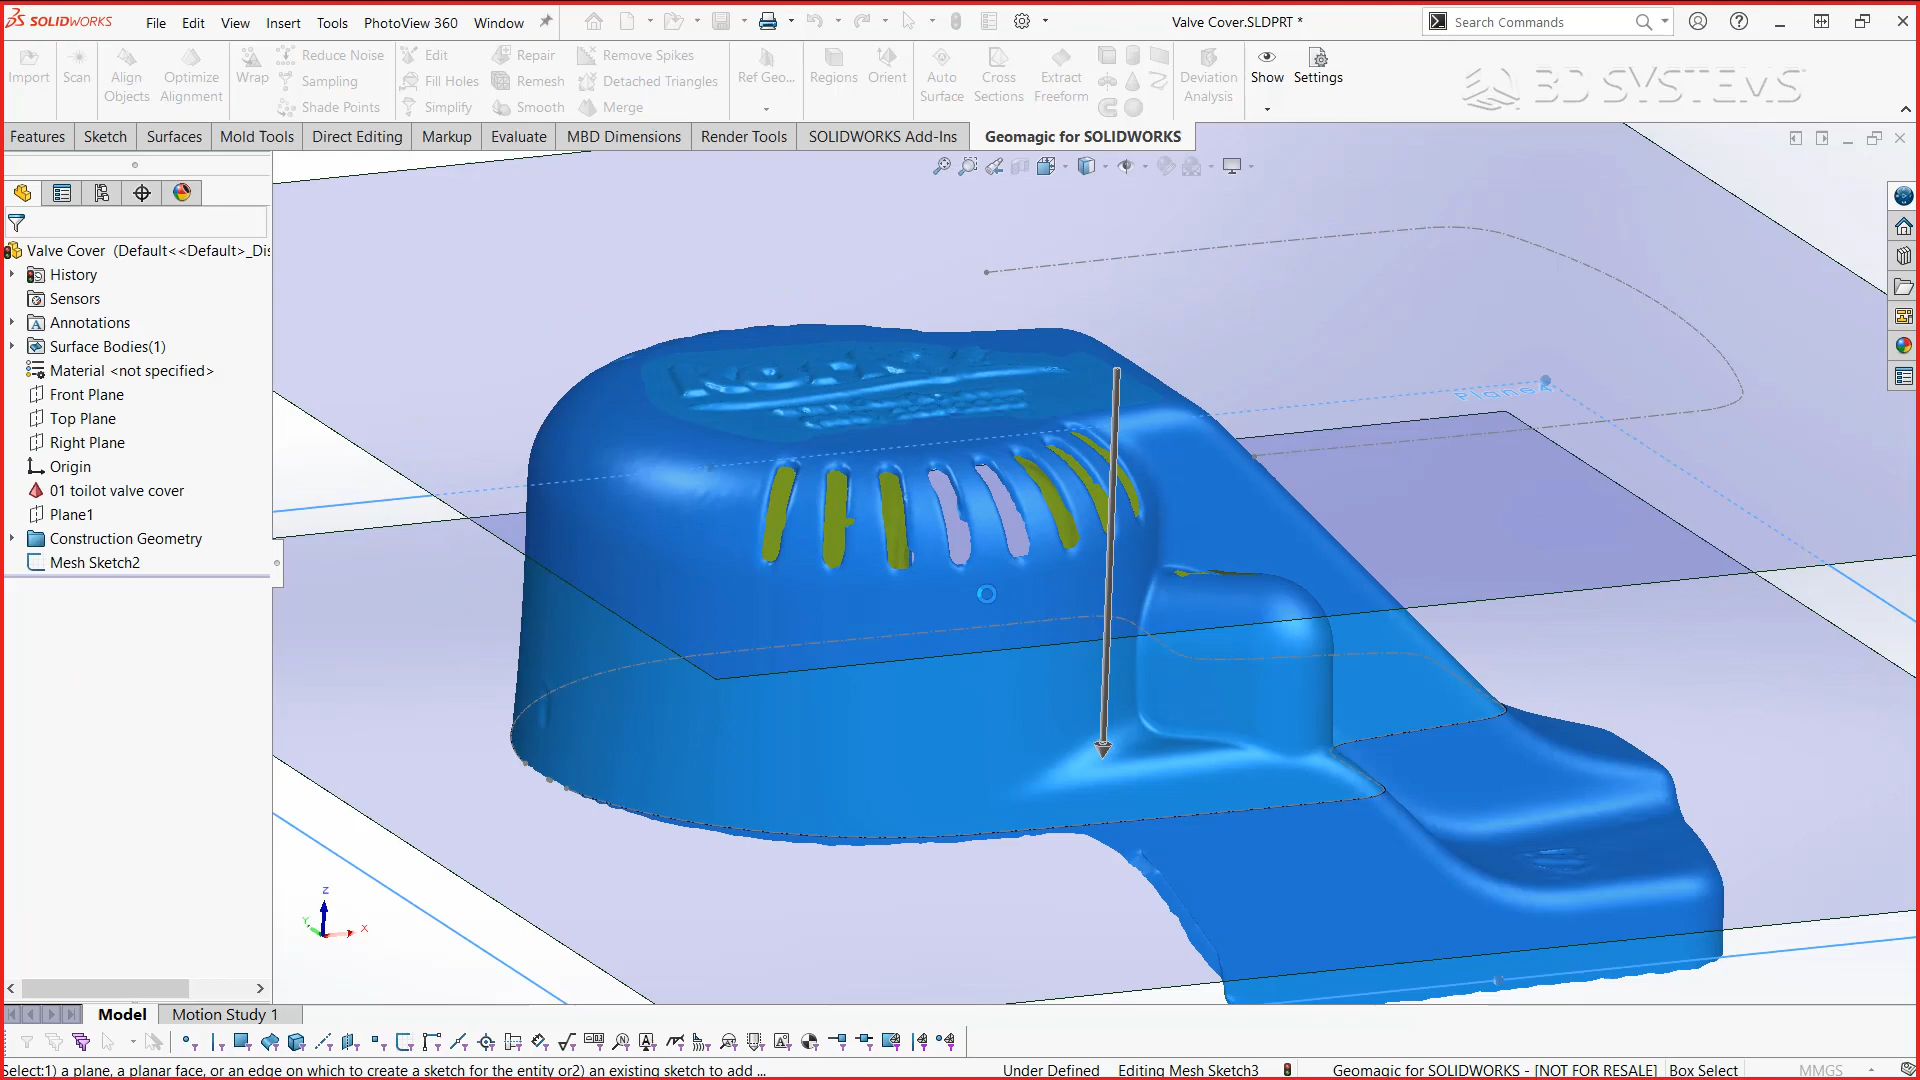 SOLIDWORKS File Edit View Insert Tools PhotoView 360 Window Valve Cover.SLDPRT * Search Commands
Import Scan Align Objects Optimize Alignment Wrap Reduce Noise Sampling Shade Points Edit Fill Holes Simplify Repair Remesh Smooth Remove Spikes Detached Triangles Merge Ref Geo... Regions Orient Auto Surface Cross Sections Extract Freeform Deviation Analysis Show Settings 3D SYSTEMS
Features Sketch Surfaces Mold Tools Direct Editing Markup Evaluate MBD Dimensions Render Tools SOLIDWORKS Add-Ins Geomagic for SOLIDWORKS
Valve Cover (Default<<Default>_Dis
History
Sensors
Annotations
Surface Bodies(1)
Material <not specified>
Front Plane
Top Plane
Right Plane
Origin
01 toilot valve cover
Plane1
Construction Geometry
Mesh Sketch2
Z
Y
X
Model Motion Study 1
Select:1) a plane, a planar face, or an edge on which to create a sketch for the entity or2) an existing sketch to add ... Under Defined Editing Mesh Sketch3 Geomagic for SOLIDWORKS - [NOT FOR RESALE] Box Select MMGS